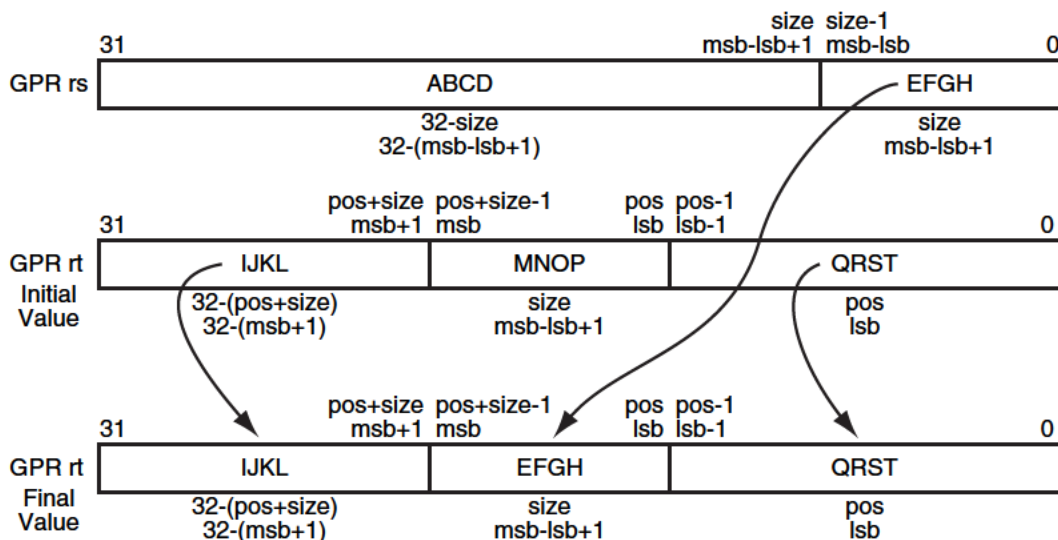 size size-1
31 msb-lsb+1 msb-lsb 0
GPR rs ABCD EFGH
32-size size
32-(msb-lsb+1) msb-lsb+1
pos+size pos+size-1 pos pos-1
31 msb+1 msb lsb lsb-1 0
GPR rt IJKL MNOP QRST
Initial 32-(pos+size) size pos
Value 32-(msb+1) msb-lsb+1 lsb
pos+size pos+size-1 pos pos-1
31 msb+1 msb lsb lsb-1 0
GPR rt IJKL EFGH QRST
Final 32-(pos+size) size pos
Value 32-(msb+1) msb-lsb+1 lsb